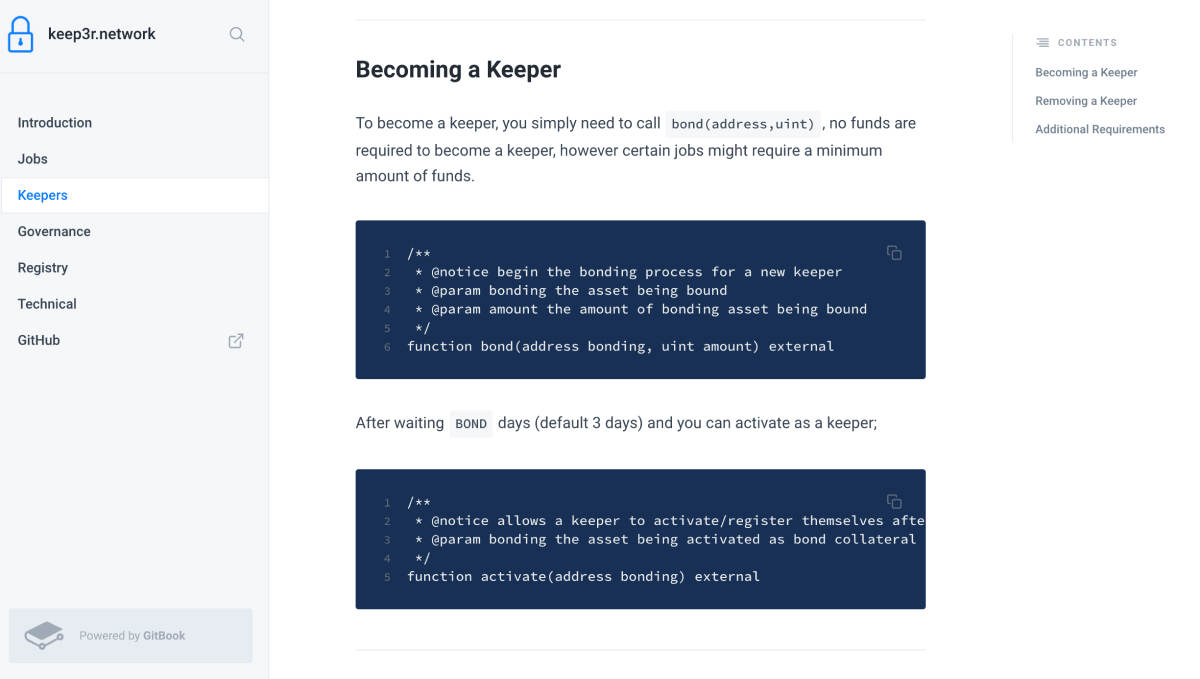 keep3r.network
Introduction
Jobs
Keepers
Governance
Registry
Technical
GitHub
Powered by GitBook
Becoming a Keeper
To become a keeper, you simply need to call bond(address,uint) , no funds are
required to become a keeper, however certain jobs might require a minimum
amount of funds.
1 /**
2 * @notice begin the bonding process for a new keeper
3 * @param bonding the asset being bound
4 * @param amount the amount of bonding asset being bound
5 */
6 function bond(address bonding, uint amount) external
After waiting BOND days (default 3 days) and you can activate as a keeper;
1 /**
2 * @notice allows a keeper to activate/register themselves afte
3 * @param bonding the asset being activated as bond collateral
4 */
5 function activate(address bonding) external
CONTENTS
Becoming a Keeper
Removing a Keeper
Additional Requirements